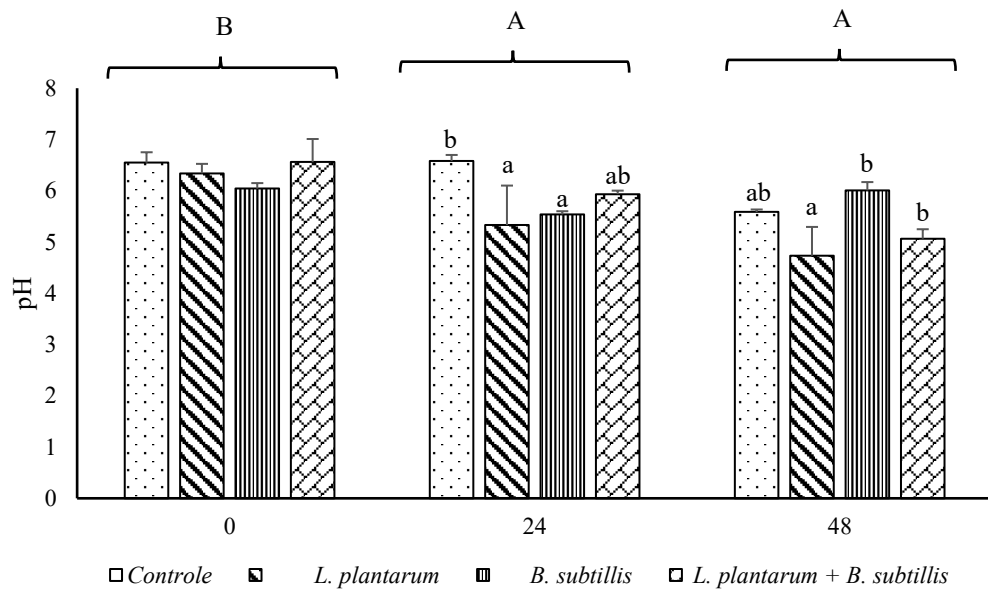 B A A
8
7
6
5
4
3
2
1
0
pH
b a a ab
ab a b b
0 24 48
Controle L. plantarum B. subtillis L. plantarum + B. subtillis